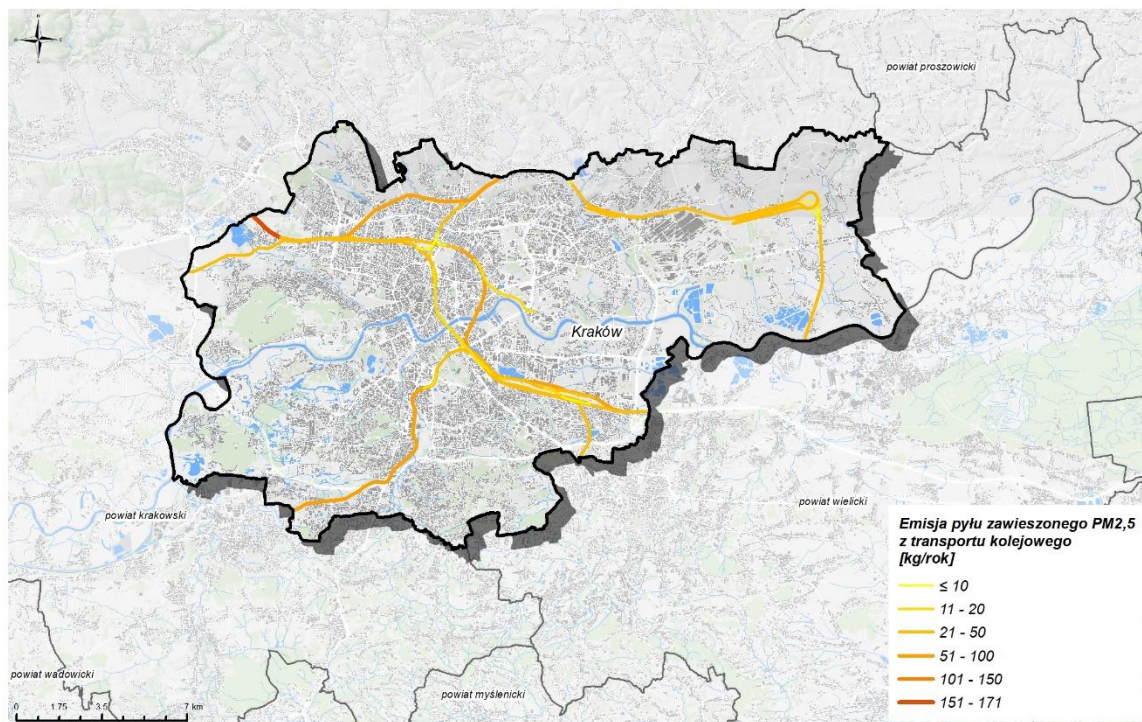 powiat proszowicki
Kraków
powiat krakowski
powiat wielicki
Emisja pyłu zawieszonego PM2,5
z transportu kolejowego
[kg/rok]
≤ 10
11 - 20
21 - 50
51 - 100
101 - 150
151 - 171
powiat wadowicki
powiat myślenicki
0 1.75 3.5 7 km